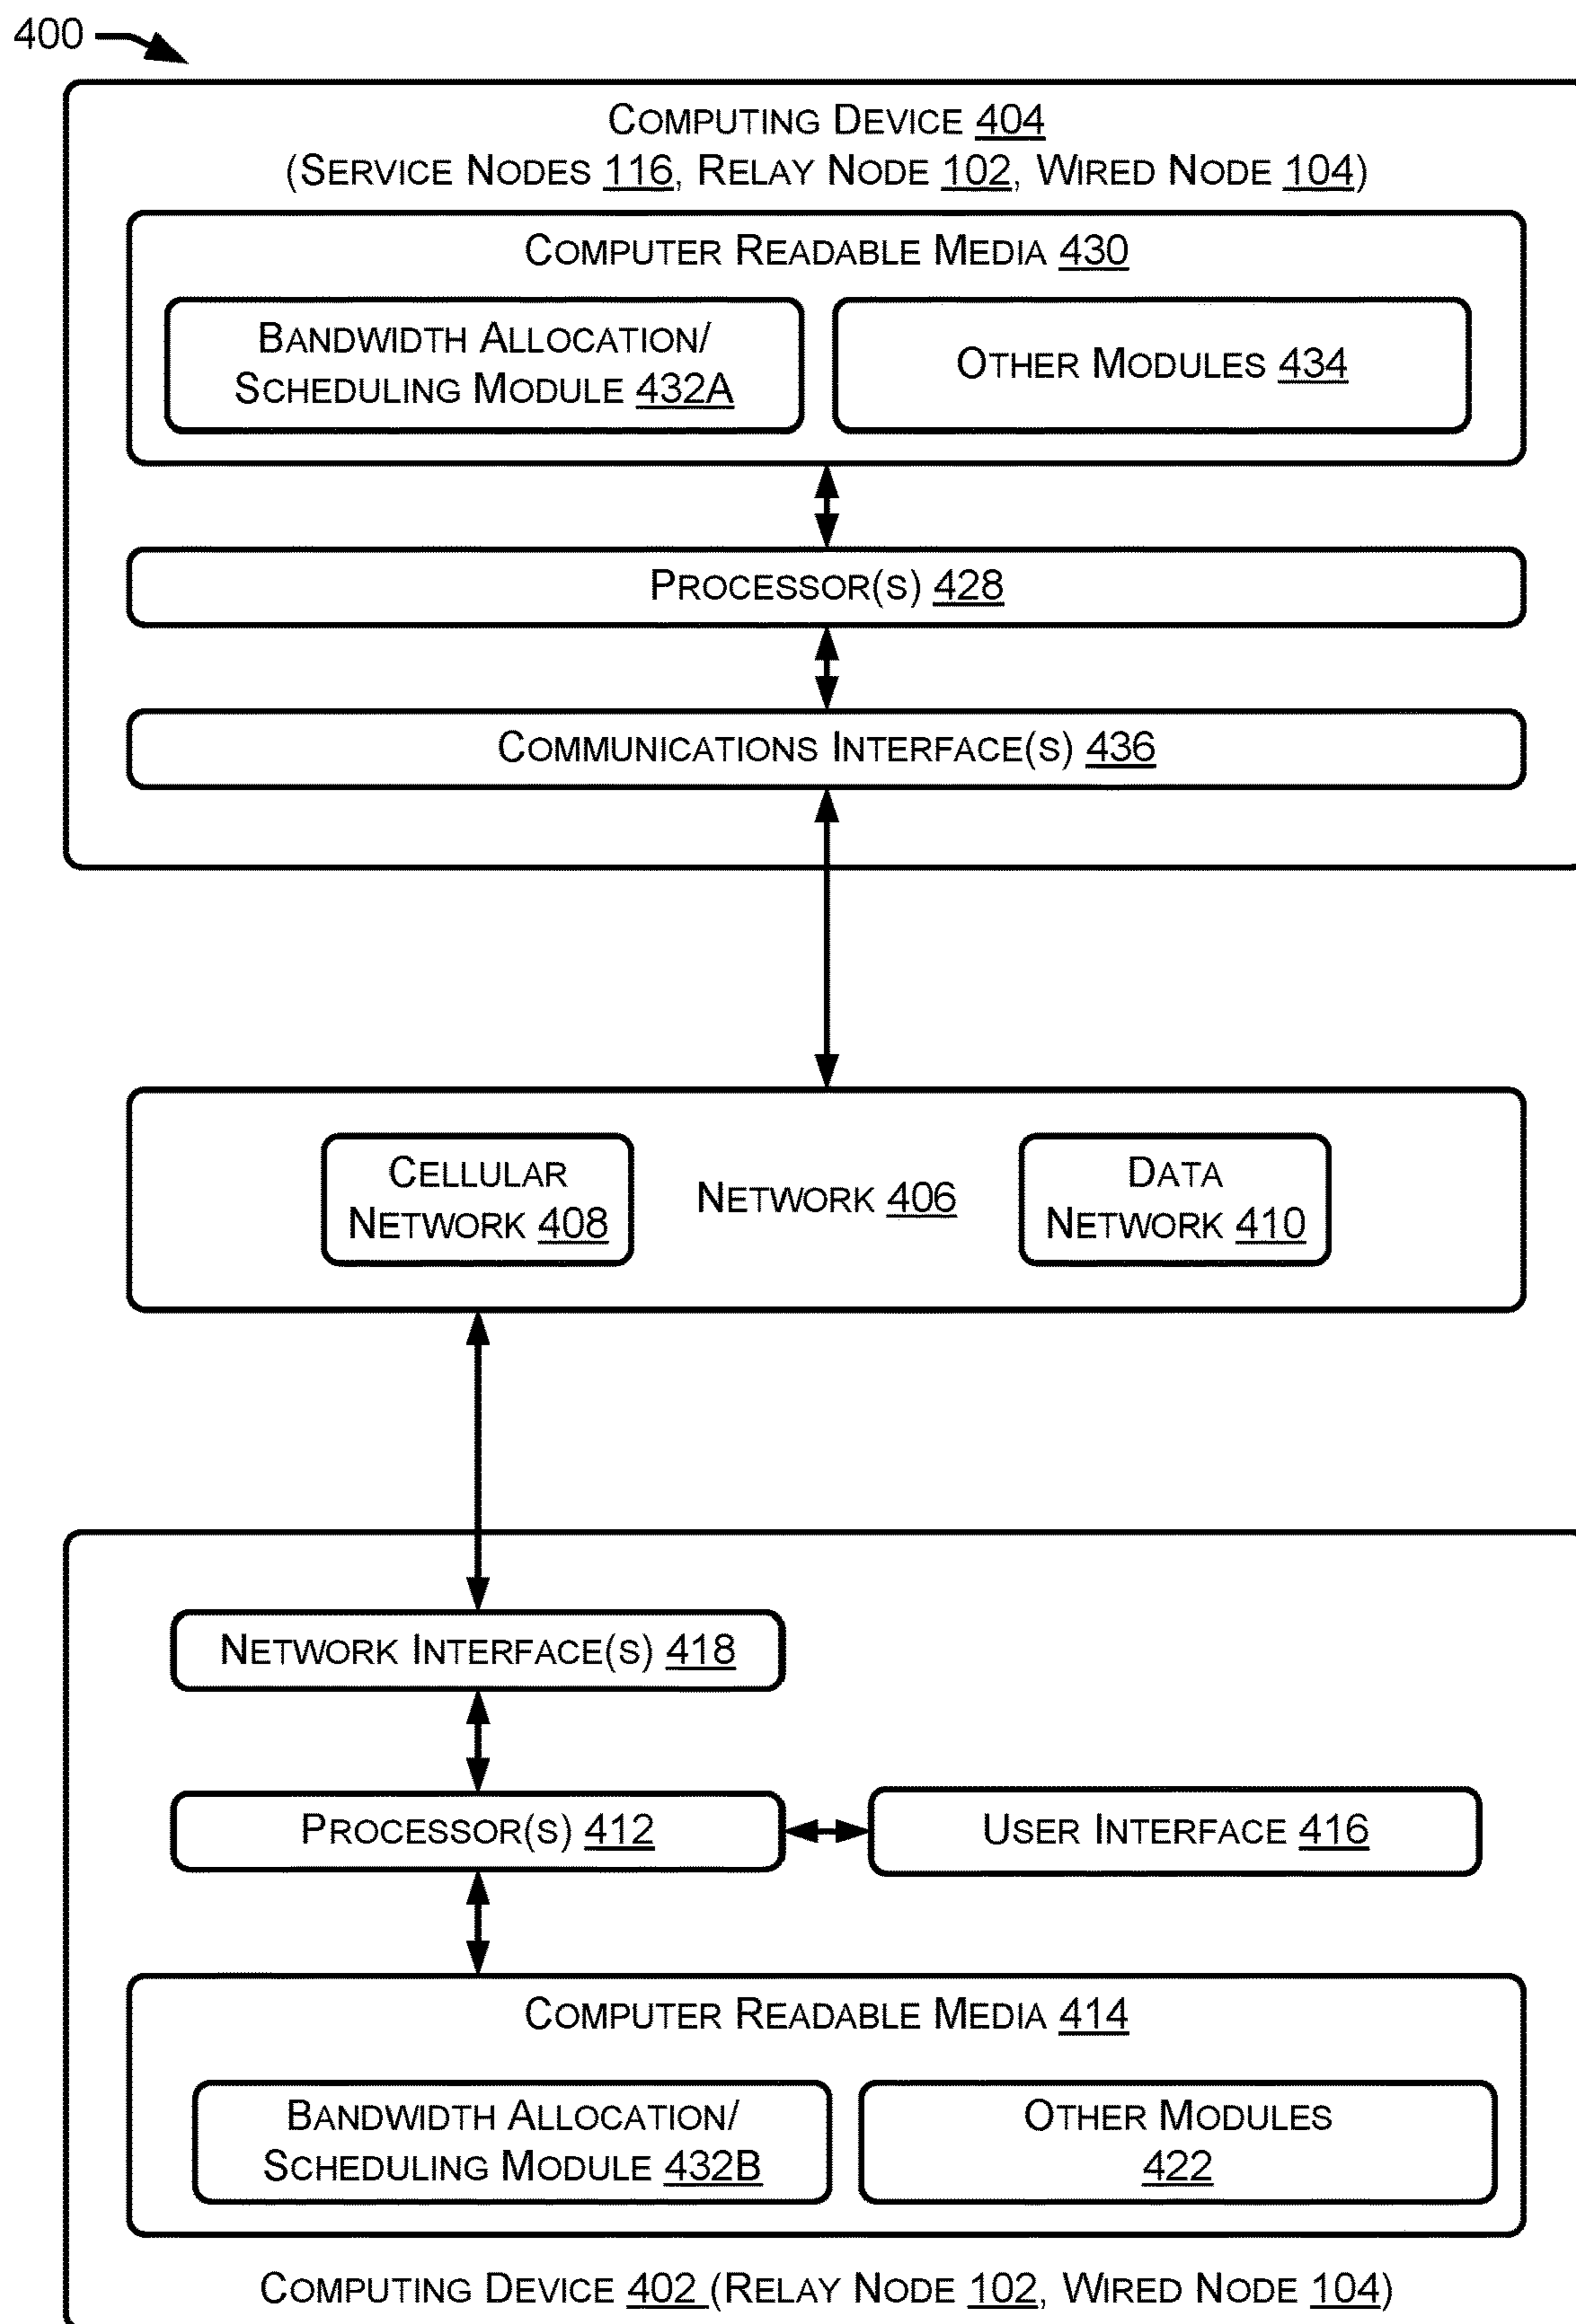 400
COMPUTING DEVICE 404
(SERVICE NODES 116, RELAY NODE 102, WIRED NODE 104)
COMPUTER READABLE MEDIA 430
BANDWIDTH ALLOCATION/
SCHEDULING MODULE 432A
OTHER MODULES 434
PROCESSOR(S) 428
COMMUNICATIONS INTERFACE(S) 436
CELLULAR
NETWORK 408
NETWORK 406
DATA
NETWORK 410
NETWORK INTERFACE(S) 418
PROCESSOR(S) 412
USER INTERFACE 416
COMPUTER READABLE MEDIA 414
BANDWIDTH ALLOCATION/
SCHEDULING MODULE 432B
OTHER MODULES
422
COMPUTING DEVICE 402 (RELAY NODE 102, WIRED NODE 104)